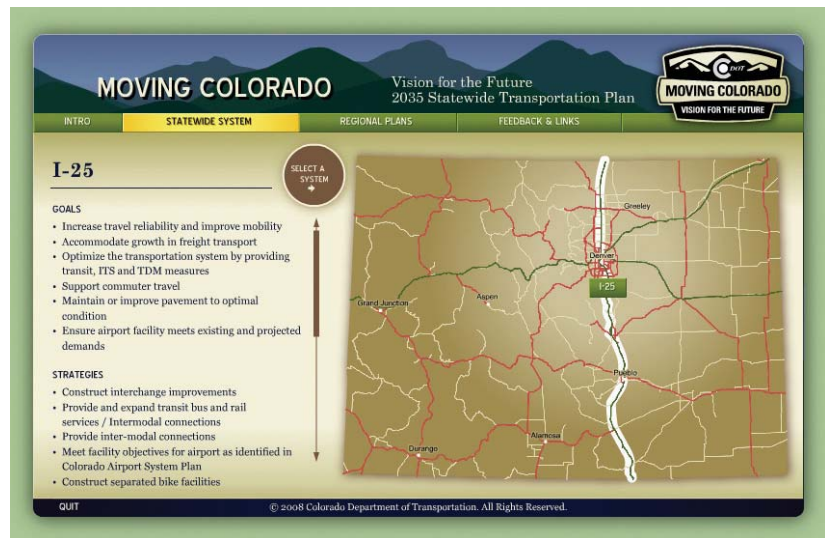 MOVING COLORADO
Vision for the Future
2035 Statewide Transportation Plan
CDOT
MOVING COLORADO
VISION FOR THE FUTURE
INTRO
STATEWIDE SYSTEM
REGIONAL PLANS
FEEDBACK & LINKS
I-25
SELECT A
SYSTEM
GOALS
• Increase travel reliability and improve mobility
• Accommodate growth in freight transport
• Optimize the transportation system by providing
transit, ITS and TDM measures
• Support commuter travel
• Maintain or improve pavement to optimal
condition
• Ensure airport facility meets existing and projected
demands
STRATEGIES
• Construct interchange improvements
• Provide and expand transit bus and rail
services / Intermodal connections
• Provide inter-modal connections
• Meet facility objectives for airport as identified in
Colorado Airport System Plan
• Construct separated bike facilities
Greeley
Denver
I-25
Grand Junction
Aspen
Pueblo
Alamosa
Durango
QUIT
© 2008 Colorado Department of Transportation. All Rights Reserved.